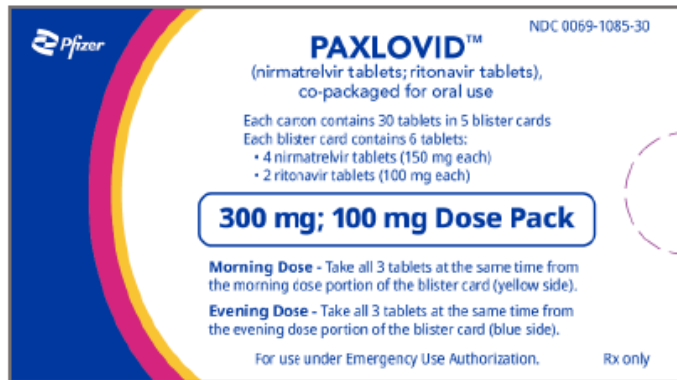 Pfizer
NDC 0069-1085-30
PAXLOVID™
(nirmatrelvir tablets; ritonavir tablets),
co-packaged for oral use
Each carton contains 30 tablets in 5 blister cards
Each blister card contains 6 tablets:
• 4 nirmatrelvir tablets (150 mg each)
• 2 ritonavir tablets (100 mg each)
300 mg; 100 mg Dose Pack
Morning Dose - Take all 3 tablets at the same time from
the morning dose portion of the blister card (yellow side).
Evening Dose - Take all 3 tablets at the same time from
the evening dose portion of the blister card (blue side).
For use under Emergency Use Authorization. Rx only